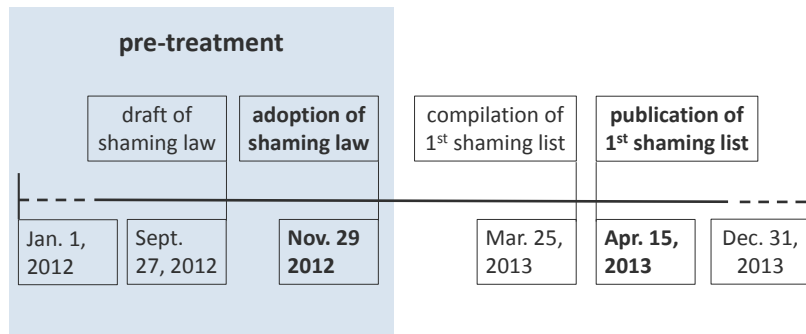 pre-treatment
draft of
shaming law
adoption of
shaming law
compilation of
1st shaming list
publication of
1st shaming list
Jan. 1,
2012
Sept.
27, 2012
Nov. 29
2012
Mar. 25,
2013
Apr. 15,
2013
Dec. 31,
2013